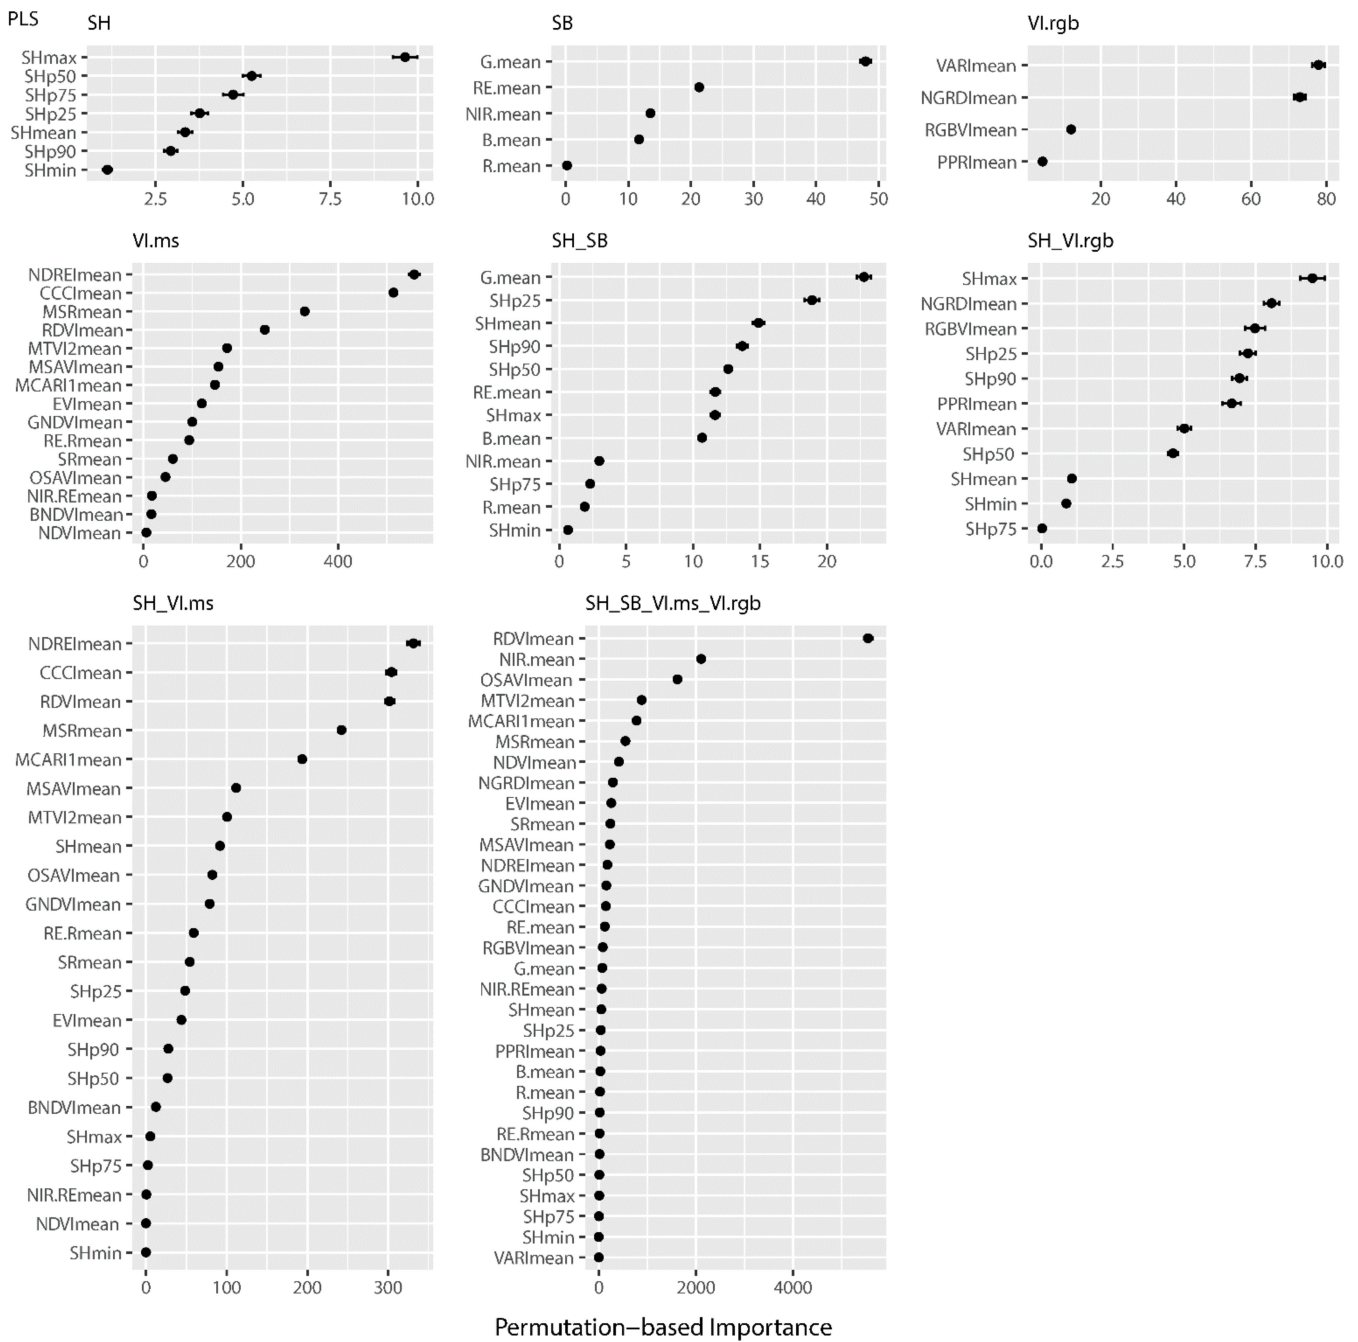 PLS
SH
SHmax
SHp50
SHp75
SHp25
SHmean
SHp90
SHmin
2.5 5.0 7.5 10.0
SB
G.mean
RE.mean
NIR.mean
B.mean
R.mean
0 10 20 30 40 50
VI.rgb
VARImean
NGRDImean
RGBVImean
PPRImean
20 40 60 80
VI.ms
NDREImean
CCCImean
MSRmean
RDVImean
MTVI2mean
MSAVImean
MCARI1mean
EVImean
GNDVImean
RE.Rmean
SRmean
OSAVImean
NIR.REmean
BNDVImean
NDVImean
0 200 400
SH_SB
G.mean
SHp25
SHmean
SHp90
SHp50
RE.mean
SHmax
B.mean
NIR.mean
SHp75
R.mean
SHmin
0 5 10 15 20
SH_VI.rgb
SHmax
NGRDImean
RGBVImean
SHp25
SHp90
PPRImean
VARImean
SHp50
SHmean
SHmin
SHp75
0.0 2.5 5.0 7.5 10.0
SH_VI.ms
NDREImean
CCCImean
RDVImean
MSRmean
MCARI1mean
MSAVImean
MTVI2mean
SHmean
OSAVImean
GNDVImean
RE.Rmean
SRmean
SHp25
EVImean
SHp90
SHp50
BNDVImean
SHmax
SHp75
NIR.REmean
NDVImean
SHmin
0 100 200 300
SH_SB_VI.ms_VI.rgb
RDVImean
NIR.mean
OSAVImean
MTVI2mean
MCARI1mean
MSRmean
NDVImean
NGRDImean
EVImean
SRmean
MSAVImean
NDREImean
GNDVImean
CCCImean
RE.mean
RGBVImean
G.mean
NIR.REmean
SHmean
SHp25
PPRImean
B.mean
R.mean
SHp90
RE.Rmean
BNDVImean
SHp50
SHmax
SHp75
SHmin
VARImean
0 2000 4000
Permutation−based Importance